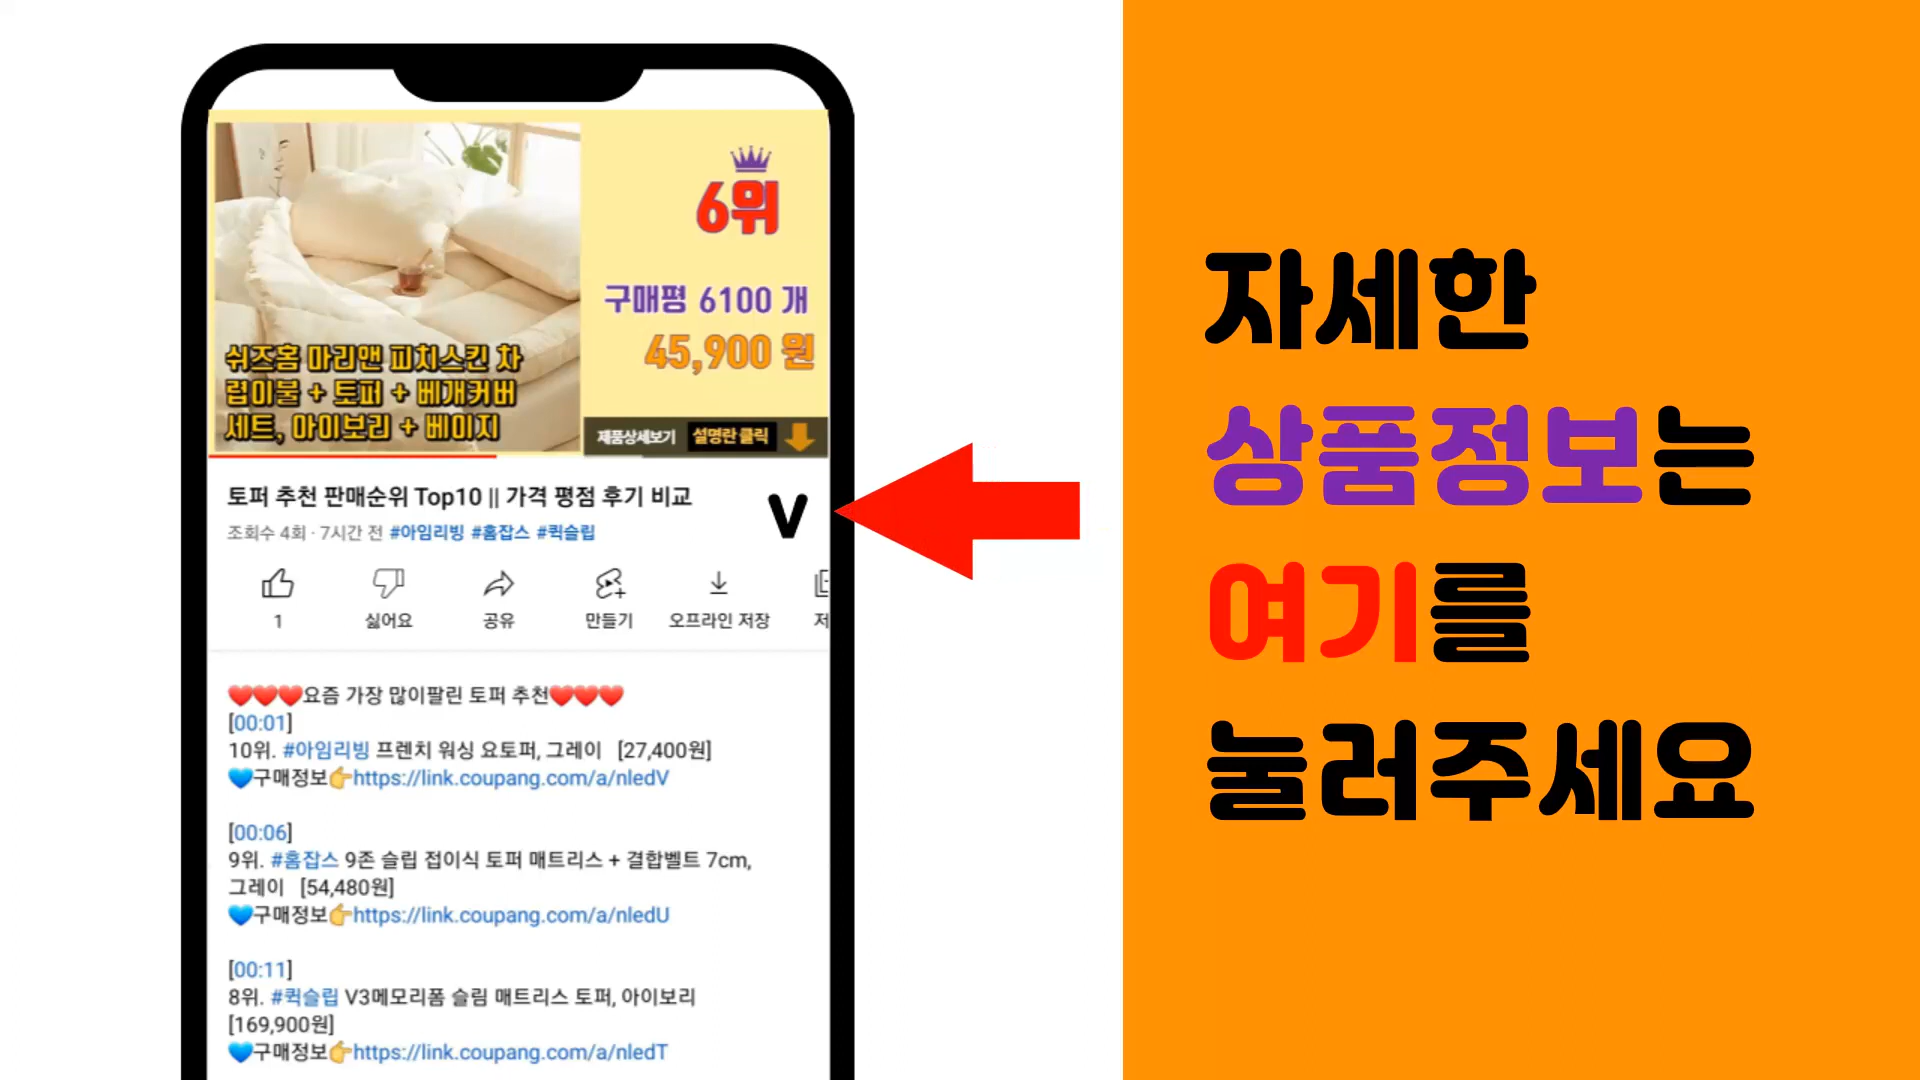 6위
구매평 6100 개
45,900 원
쉬즈홈 마리앤 피치스킨 차
렵이불 + 토퍼 + 베개커버
세트, 아이보리 + 베이지
제품상세보기 설명란 클릭
토퍼 추천 판매순위 Top10 || 가격 평점 후기 비교
V
조회수 4회 · 7시간 전 #아임리빙 #홈잡스 #퀵슬립
1 싫어요 공유 만들기 오프라인 저장 저
❤️❤️❤️요즘 가장 많이팔린 토퍼 추천❤️❤️❤️
[00:01]
10위. #아임리빙 프렌치 워싱 요토퍼, 그레이 [27,400원]
💙구매정보👉https://link.coupang.com/a/nledV
[00:06]
9위. #홈잡스 9존 슬립 접이식 토퍼 매트리스 + 결합벨트 7cm,
그레이 [54,480원]
💙구매정보👉https://link.coupang.com/a/nledU
[00:11]
8위. #퀵슬립 V3메모리폼 슬림 매트리스 토퍼, 아이보리
[169,900원]
💙구매정보👉https://link.coupang.com/a/nledT
자세한
상품정보는
여기를
눌러주세요